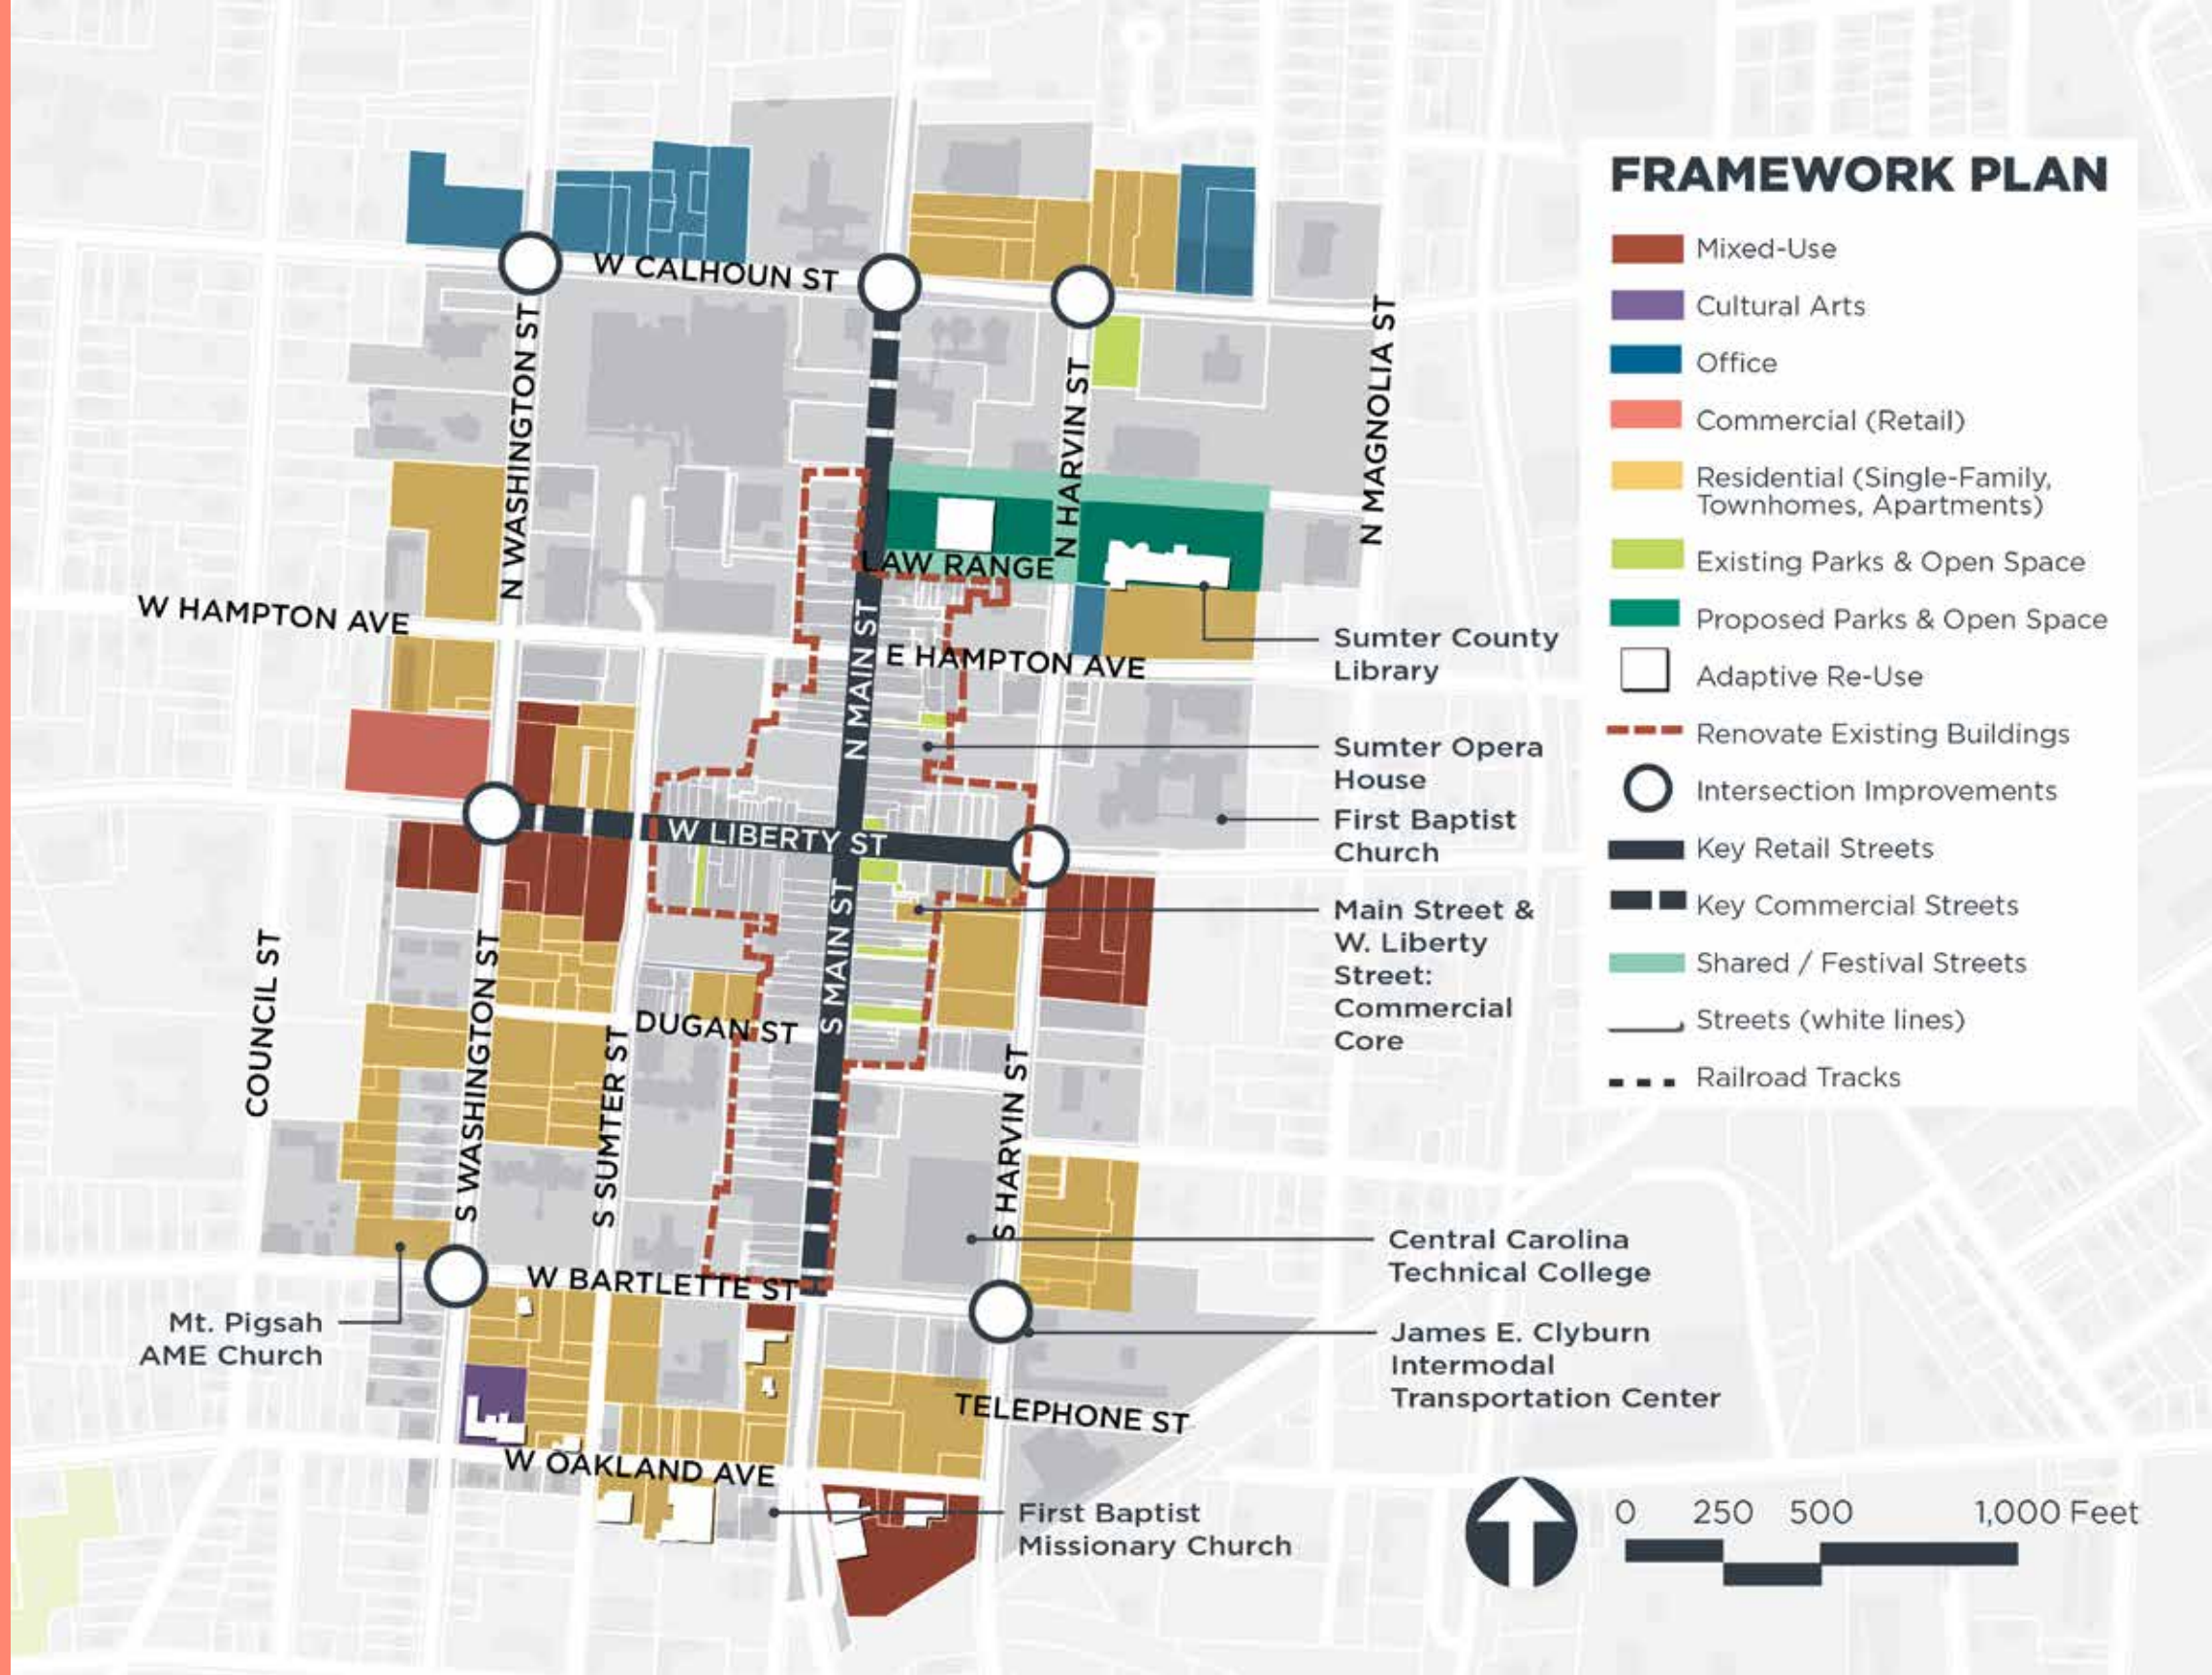 FRAMEWORK PLAN
Mixed-Use
Cultural Arts
Office
Commercial (Retail)
Residential (Single-Family,
Townhomes, Apartments)
Existing Parks & Open Space
Proposed Parks & Open Space
Adaptive Re-Use
Renovate Existing Buildings
Intersection Improvements
Key Retail Streets
Key Commercial Streets
Shared / Festival Streets
Streets (white lines)
Railroad Tracks
W CALHOUN ST
N WASHINGTON ST
N HARVIN ST
N MAGNOLIA ST
LAW RANGE
W HAMPTON AVE
N MAIN ST
E HAMPTON AVE
N MAIN ST
Sumter County
Library
Sumter Opera
House
First Baptist
Church
W LIBERTY ST
Main Street &
W. Liberty
Street:
Commercial
Core
S MAIN ST
COUNCIL ST
S WASHINGTON ST
S SUMTER ST
DUGAN ST
S HARVIN ST
Central Carolina
Technical College
W BARTLETTE ST
Mt. Pigsah
AME Church
James E. Clyburn
Intermodal
Transportation Center
TELEPHONE ST
W OAKLAND AVE
First Baptist
Missionary Church
0 250 500 1,000 Feet